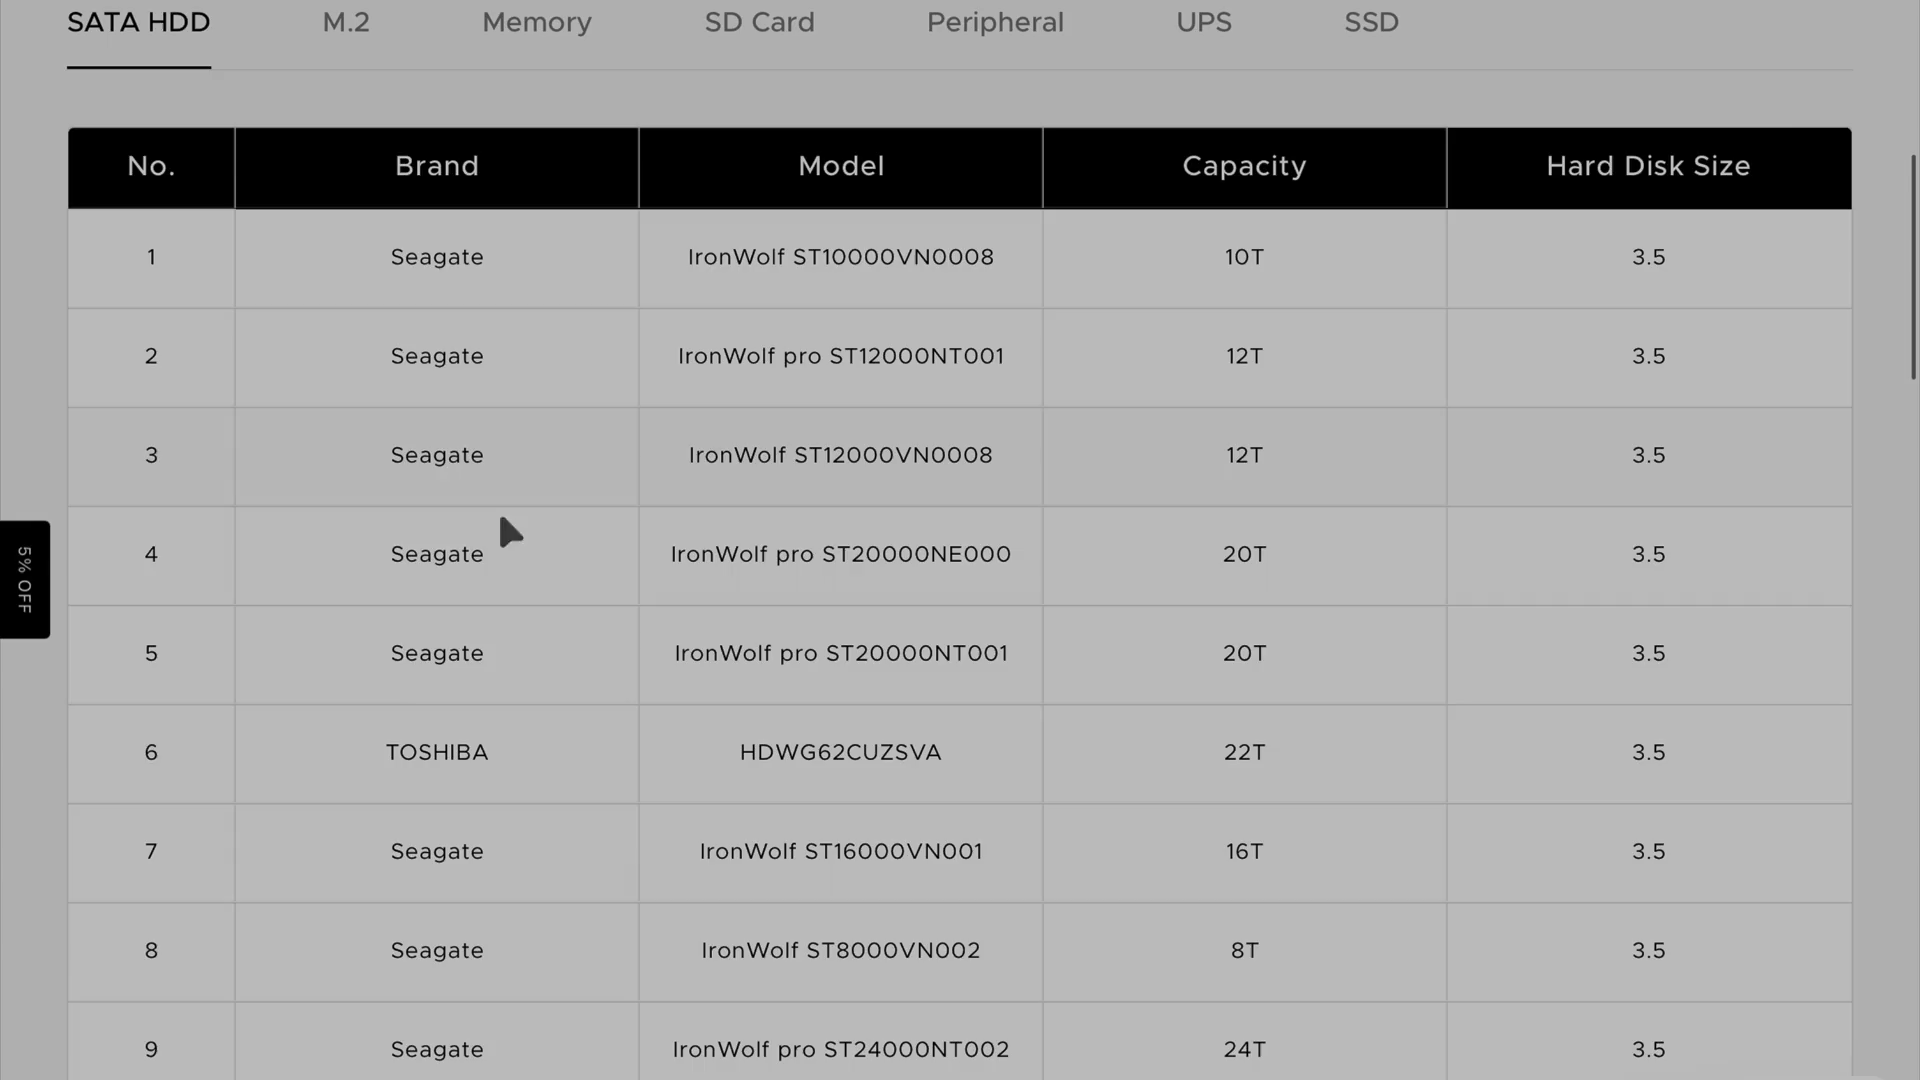 SATA HDD M.2 Memory SD Card Peripheral UPS SSD
No. Brand Model Capacity Hard Disk Size
1 Seagate IronWolf ST10000VN0008 10T 3.5
2 Seagate IronWolf pro ST12000NT001 12T 3.5
3 Seagate IronWolf ST12000VN0008 12T 3.5
5% OFF
4 Seagate IronWolf pro ST20000NE000 20T 3.5
5 Seagate IronWolf pro ST20000NT001 20T 3.5
6 TOSHIBA HDWG62CUZSVA 22T 3.5
7 Seagate IronWolf ST16000VN001 16T 3.5
8 Seagate IronWolf ST8000VN002 8T 3.5
9 Seagate IronWolf pro ST24000NT002 24T 3.5